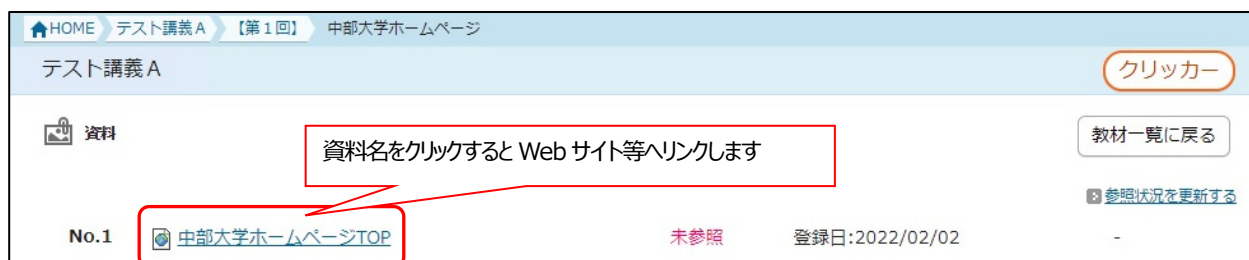 HOME テスト講義A 【第1回】 中部大学ホームページ
テスト講義A クリッカー
資料 教材一覧に戻る
資料名をクリックするとWebサイト等へリンクします
参照状況を更新する
No.1 中部大学ホームページTOP 未参照 登録日:2022/02/02 -